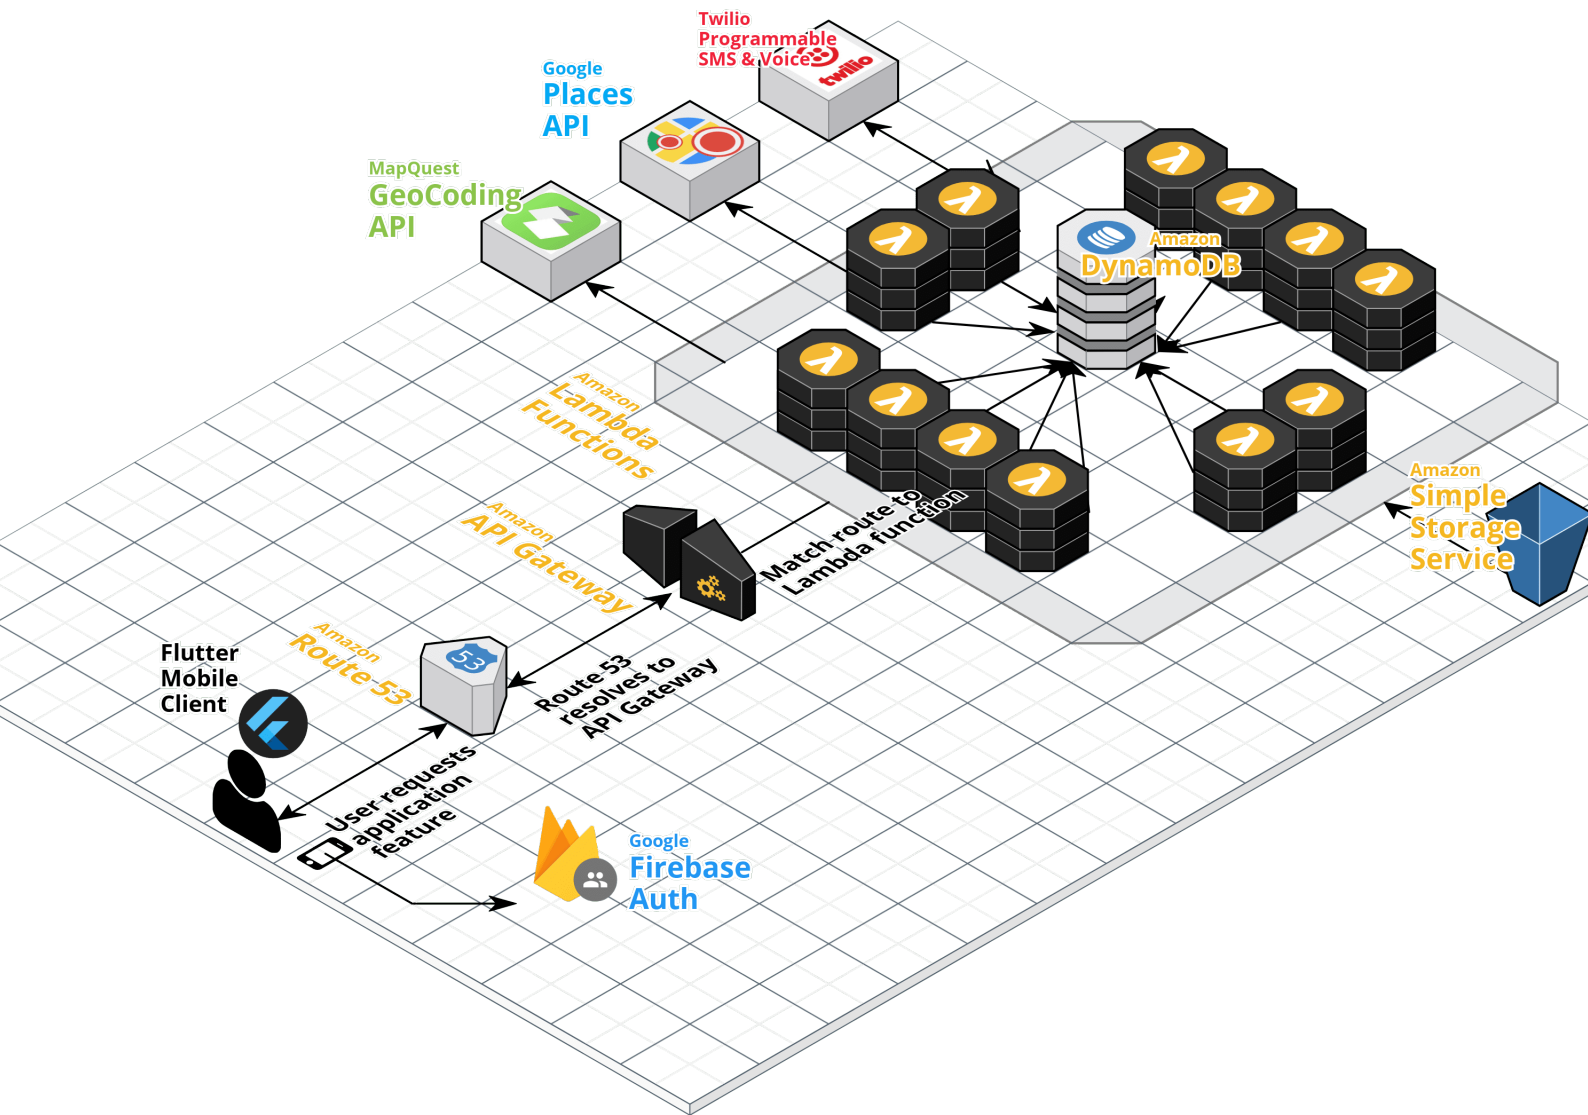 Twilio
Programmable
SMS & Voice
twilio
Google
Places
API
MapQuest
GeoCoding
API
Amazon
DynamoDB
Amazon
Lambda
Functions
Amazon
Simple
Storage
Service
Amazon
API Gateway
Match route to
Lambda function
Amazon
Route 53
53
Route 53
resolves to
API Gateway
Flutter
Mobile
Client
User requests
application
feature
Google
Firebase
Auth